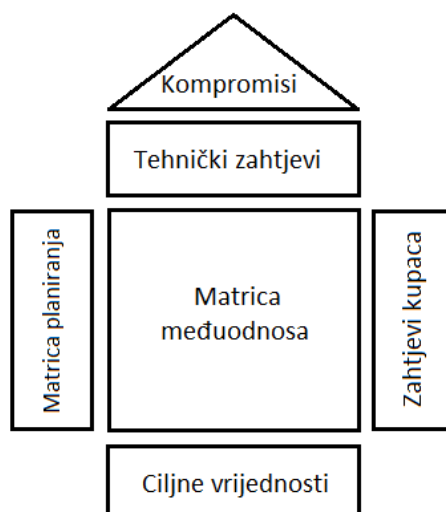 Kompromisi
Tehnički zahtjevi
Matrica planiranja
Matrica
međuodnosa
Zahtjevi kupaca
Ciljne vrijednosti